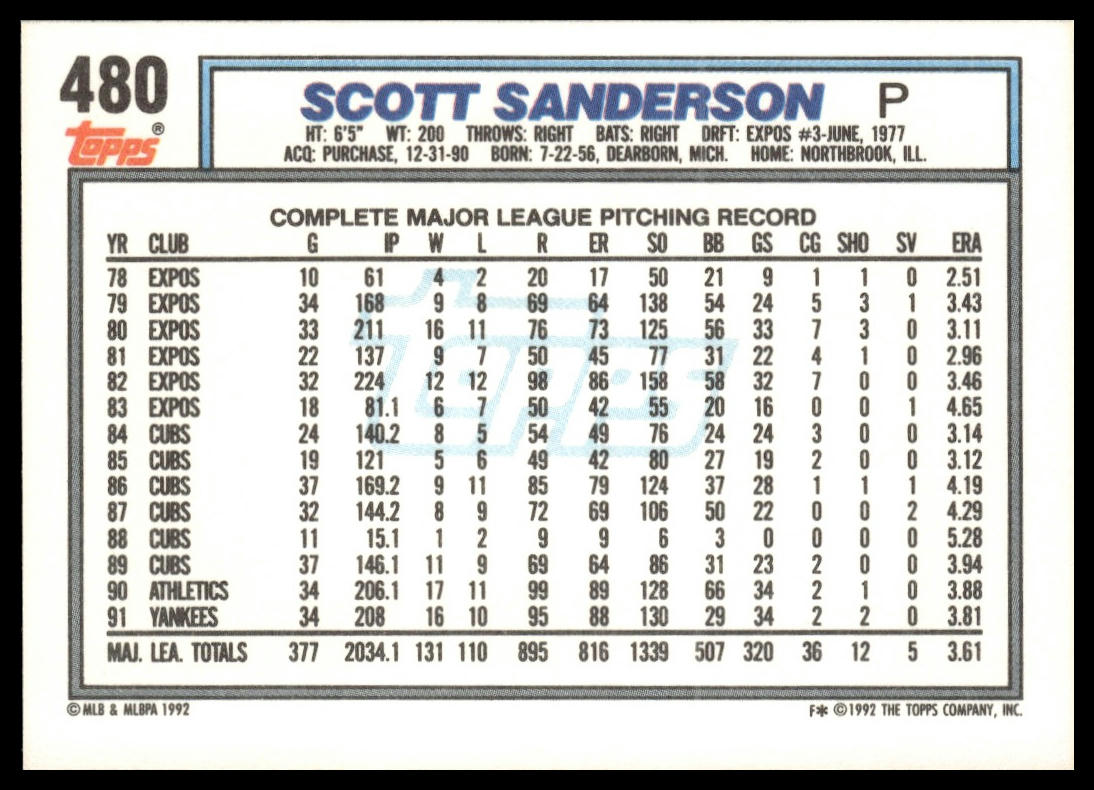 480
topps®
SCOTT SANDERSON P
HT: 6'5" WT: 200 THROWS: RIGHT BATS: RIGHT DRFT: EXPOS #3-JUNE, 1977
ACQ: PURCHASE, 12-31-90 BORN: 7-22-56, DEARBORN, MICH. HOME: NORTHBROOK, ILL.
COMPLETE MAJOR LEAGUE PITCHING RECORD
YR CLUB G IP W L R ER SO BB GS CG SHO SV ERA
78 EXPOS 10 61 4 2 20 17 50 21 9 1 1 0 2.51
79 EXPOS 34 168 9 8 69 64 138 54 24 5 3 1 3.43
80 EXPOS 33 211 16 11 76 73 125 56 33 7 3 0 3.11
81 EXPOS 22 137 9 7 50 45 77 31 22 4 1 0 2.96
82 EXPOS 32 224 12 12 98 86 158 58 32 7 0 0 3.46
83 EXPOS 18 81.1 6 7 50 42 55 20 16 0 0 1 4.65
84 CUBS 24 140.2 8 5 54 49 76 24 24 3 0 0 3.14
85 CUBS 19 121 5 6 49 42 80 27 19 2 0 0 3.12
86 CUBS 37 169.2 9 11 85 79 124 37 28 1 1 1 4.19
87 CUBS 32 144.2 8 9 72 69 106 50 22 0 0 2 4.29
88 CUBS 11 15.1 1 2 9 9 6 3 0 0 0 0 5.28
89 CUBS 37 146.1 11 9 69 64 86 31 23 2 0 0 3.94
90 ATHLETICS 34 206.1 17 11 99 89 128 66 34 2 1 0 3.88
91 YANKEES 34 208 16 10 95 88 130 29 34 2 2 0 3.81
MAJ. LEA. TOTALS 377 2034.1 131 110 895 816 1339 507 320 36 12 5 3.61
topps
© MLB & MLBPA 1992 F* © 1992 THE TOPPS COMPANY, INC.